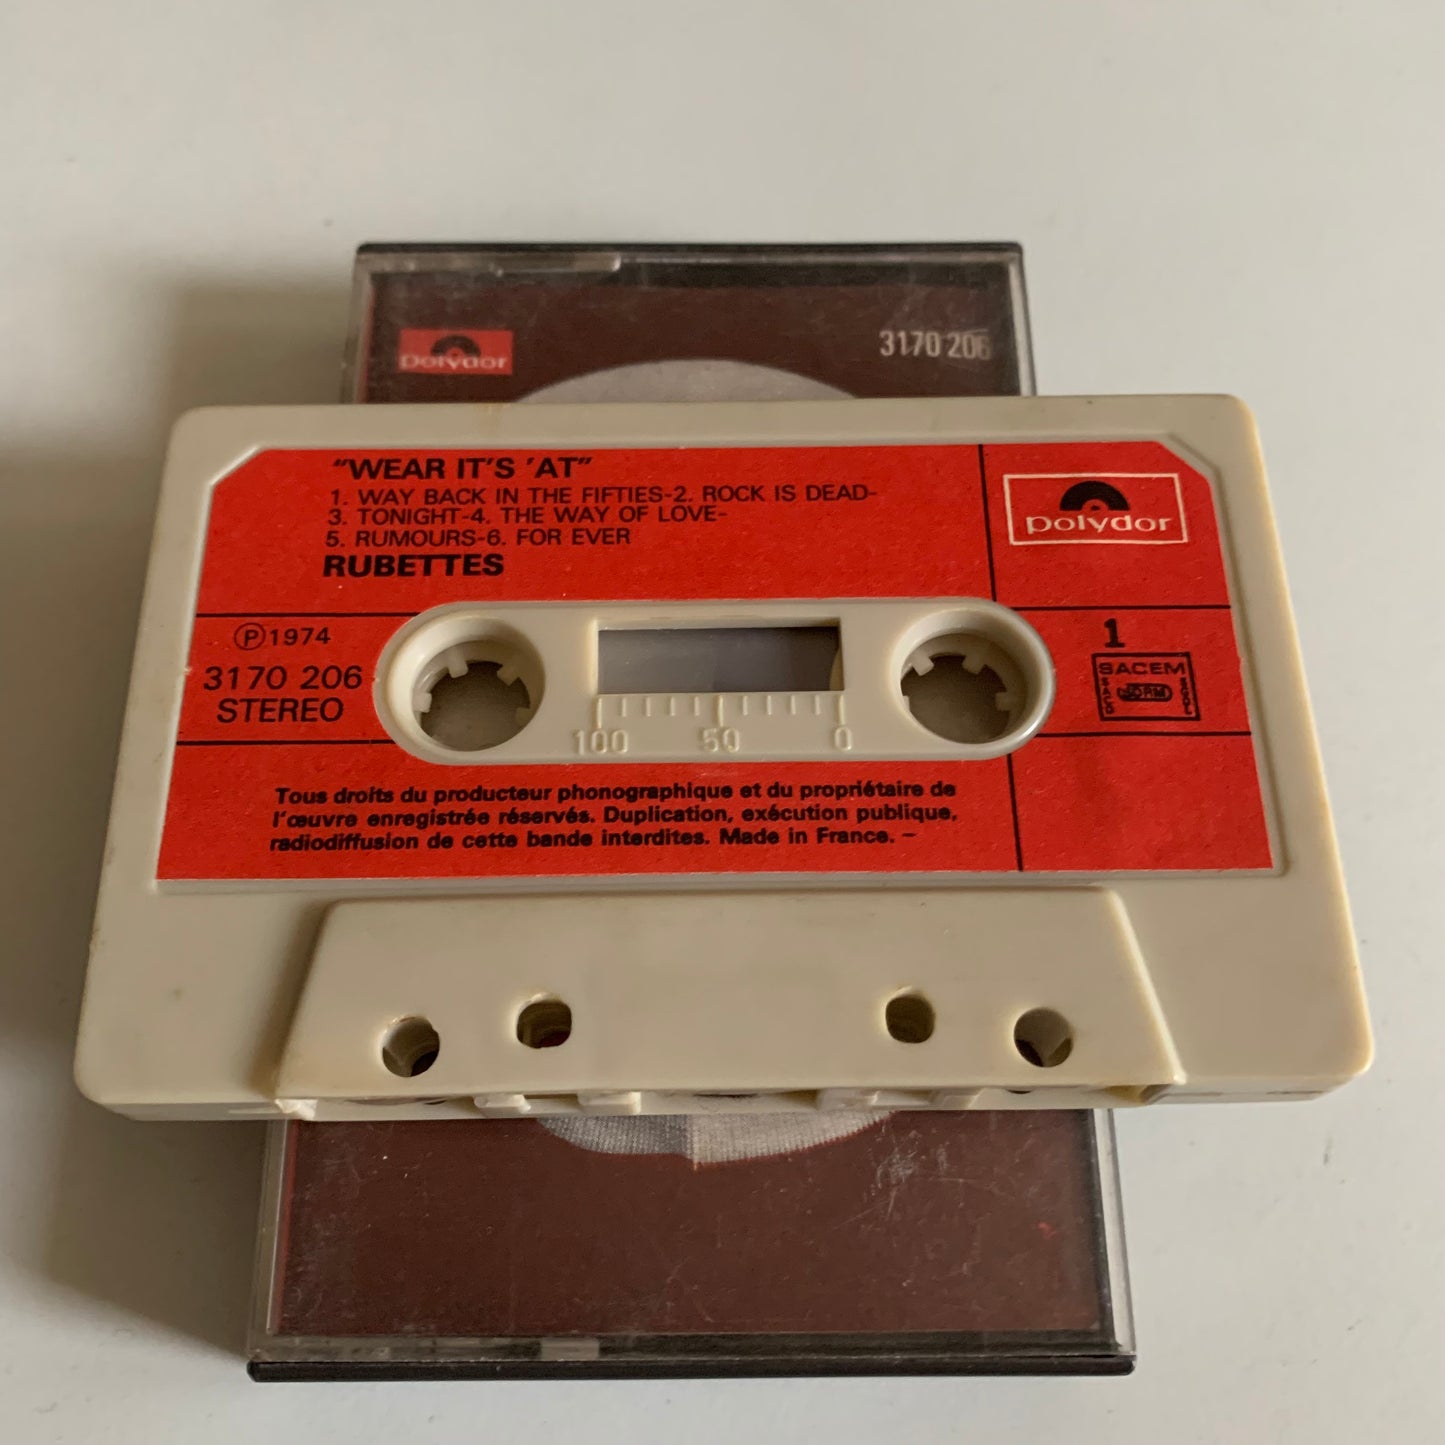 polydor
3170 206
"WEAR IT'S 'AT"
1. WAY BACK IN THE FIFTIES-2. ROCK IS DEAD-
3. TONIGHT-4. THE WAY OF LOVE-
5. RUMOURS-6. FOR EVER
RUBETTES
polydor
Ⓟ1974
3170 206
STEREO
1
SACEM
100 50 0
Tous droits du producteur phonographique et du propriétaire de
l'œuvre enregistrée réservés. Duplication, exécution publique,
radiodiffusion de cette bande interdites. Made in France. –